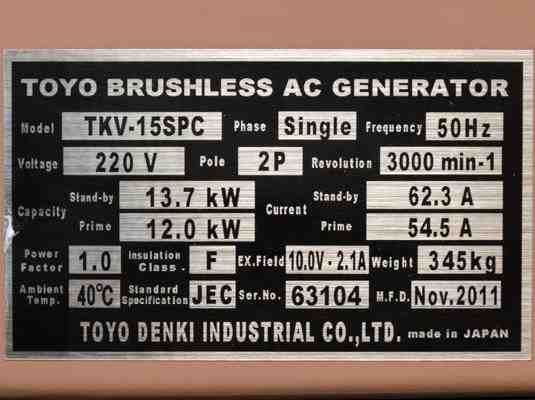 TOYO BRUSHLESS AC GENERATOR
Model TKV-15SPC Phase Single Frequency 50Hz
Voltage 220 V Pole 2P Revolution 3000 min-1
Capacity Stand-by 13.7 kW Current Stand-by 62.3 A
Prime 12.0 kW Prime 54.5 A
Power Factor 1.0 Insulation Class. F EX.Field 10.0V - 2.1A Weight 345kg
Ambient Temp. 40℃ Standard Specification JEC Ser.No. 63104 M.F.D. Nov.2011
TOYO DENKI INDUSTRIAL CO.,LTD. made in JAPAN